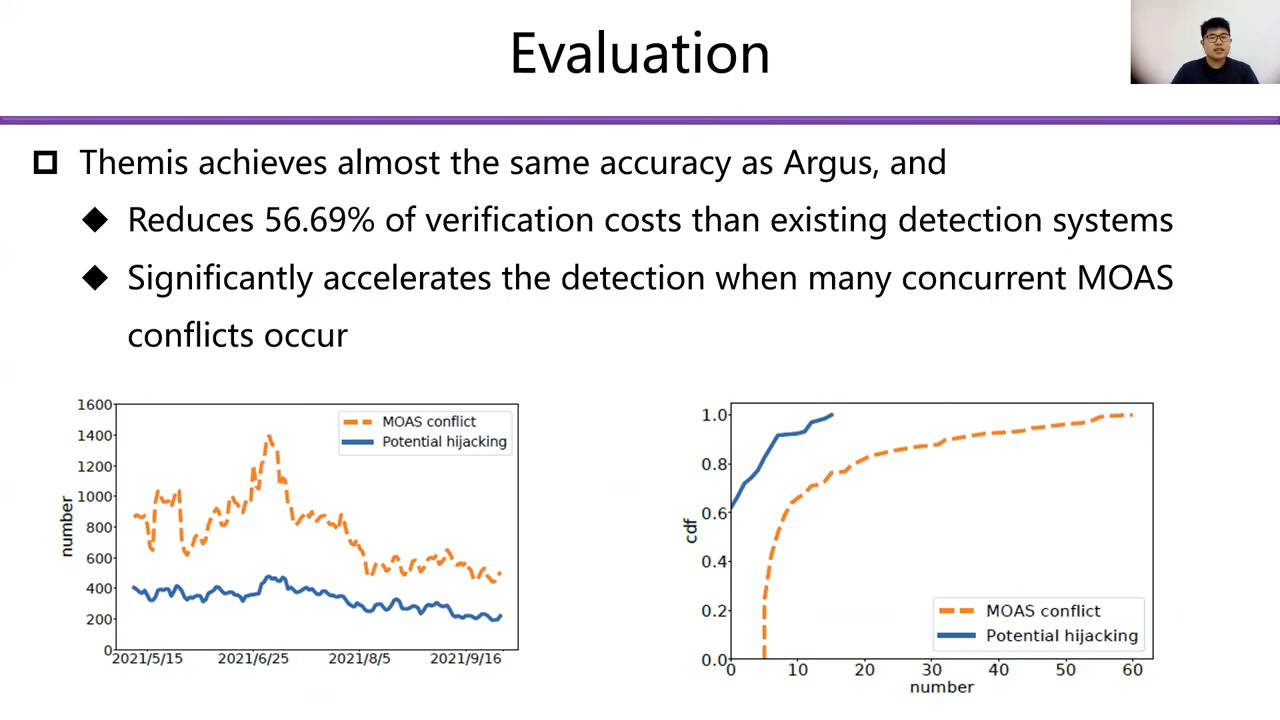 Evaluation
Themis achieves almost the same accuracy as Argus, and
Reduces 56.69% of verification costs than existing detection systems
Significantly accelerates the detection when many concurrent MOAS
conflicts occur
1600
1400
1200
1000
800
600
400
200
0
number
MOAS conflict
Potential hijacking
2021/5/15 2021/6/25 2021/8/5 2021/9/16
1.0
0.8
0.6
0.4
0.2
0.0
cdf
MOAS conflict
Potential hijacking
0 10 20 30 40 50 60
number